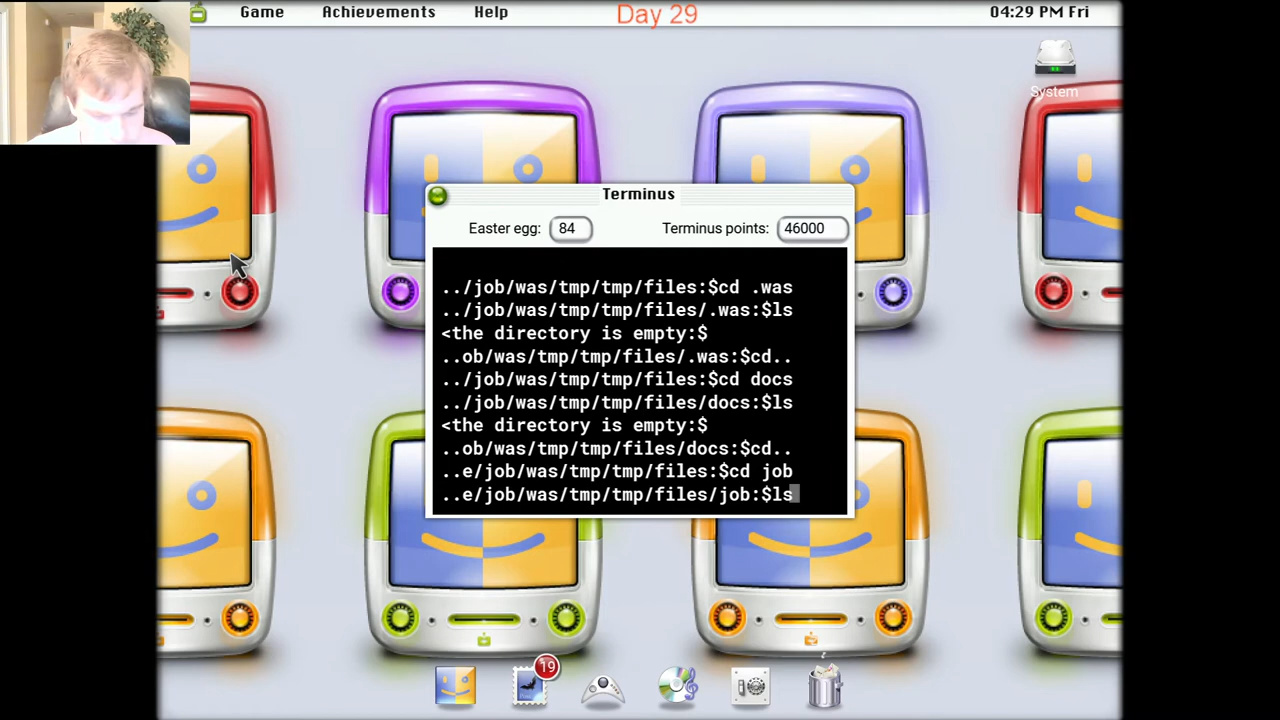 Game Achievements Help Day 29 04:29 PM Fri
System
Terminus
Easter egg: 84 Terminus points: 46000
../job/was/tmp/tmp/files:$cd .was
../job/was/tmp/tmp/files/.was:$ls
<the directory is empty:$
..ob/was/tmp/tmp/files/.was:$cd..
../job/was/tmp/tmp/files:$cd docs
../job/was/tmp/tmp/files/docs:$ls
<the directory is empty:$
..ob/was/tmp/tmp/files/docs:$cd..
..e/job/was/tmp/tmp/files:$cd job
..e/job/was/tmp/tmp/files/job:$ls
19